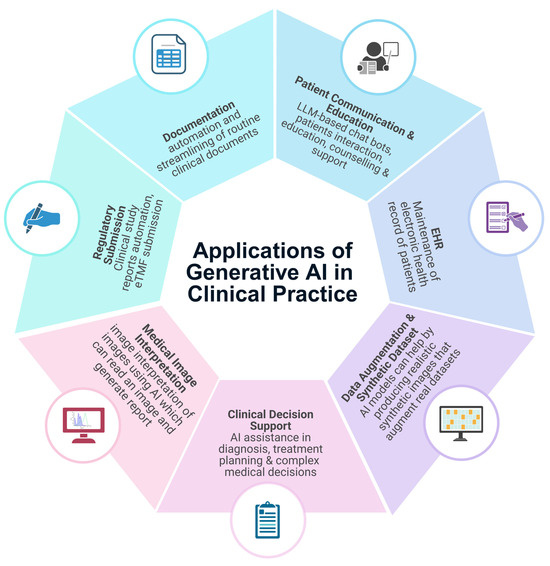 Applications of
Generative AI in
Clinical Practice
Patient Communication &
Education
LLM-based chat bots,
patients interaction,
education, counselling &
support
EHR
Maintenance of
electronic health
record of patients
Data Augmentation &
Synthetic Dataset
AI models can help by
producing realistic
synthetic images that
augment real datasets
Clinical Decision
Support
AI assistance in
diagnosis, treatment
planning & complex
medical decisions
Medical Image
Interpretation
image interpretation of
images using AI which
can read an image and
generate report
Regulatory
Submission
Clinical study
reports automation,
eTMF submission
Documentation
automation and
streamlining of routine
clinical documents